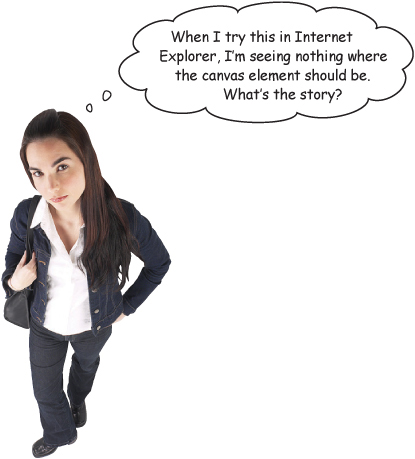 When I try this in Internet
Explorer, I'm seeing nothing where
the canvas element should be.
What's the story?